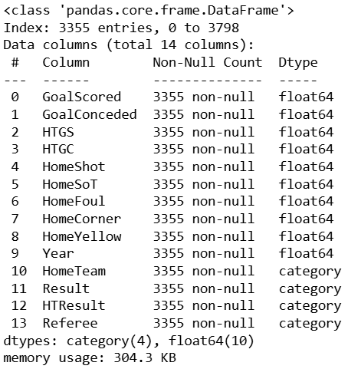 <class 'pandas.core.frame.DataFrame'>
Index: 3355 entries, 0 to 3798
Data columns (total 14 columns):
 #   Column        Non-Null Count  Dtype
---  ------        --------------  -----
 0   GoalScored    3355 non-null   float64
 1   GoalConceded  3355 non-null   float64
 2   HTGS          3355 non-null   float64
 3   HTGC          3355 non-null   float64
 4   HomeShot      3355 non-null   float64
 5   HomeSoT       3355 non-null   float64
 6   HomeFoul      3355 non-null   float64
 7   HomeCorner    3355 non-null   float64
 8   HomeYellow    3355 non-null   float64
 9   Year          3355 non-null   float64
 10  HomeTeam      3355 non-null   category
 11  Result        3355 non-null   category
 12  HTResult      3355 non-null   category
 13  Referee       3355 non-null   category
dtypes: category(4), float64(10)
memory usage: 304.3 KB